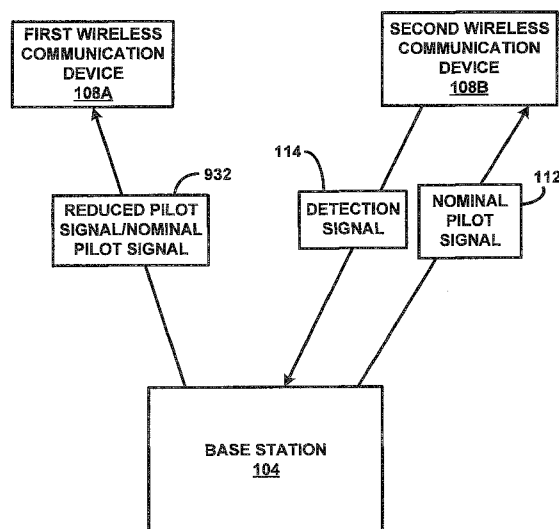 FIRST WIRELESS
COMMUNICATION
DEVICE
108A
SECOND WIRELESS
COMMUNICATION
DEVICE
108B
932
114
112
REDUCED PILOT
SIGNAL/NOMINAL
PILOT SIGNAL
DETECTION
SIGNAL
NOMINAL
PILOT
SIGNAL
BASE STATION
104